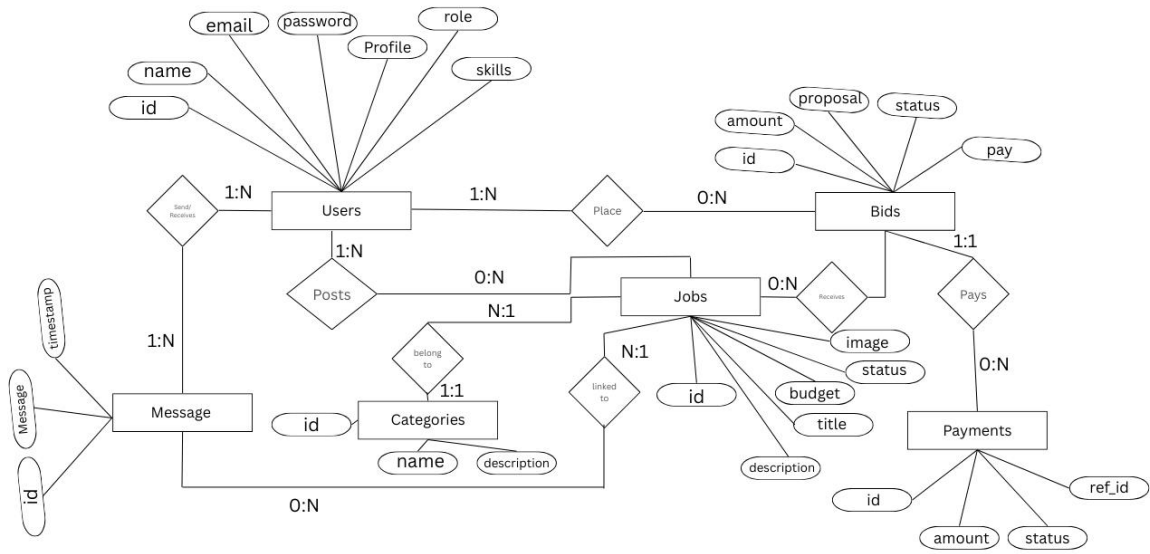 email
password
role
Profile
name
skills
id
proposal
status
amount
id
pay
Send/
Receives
1:N
Users
1:N
Place
0:N
Bids
1:N
1:1
Posts
0:N
Jobs
0:N
Receives
Pays
N:1
timestamp
1:N
belong
to
N:1
image
0:N
status
linked
to
id
budget
Message
Message
1:1
id
Categories
title
Payments
name
description
description
id
0:N
id
ref_id
amount
status